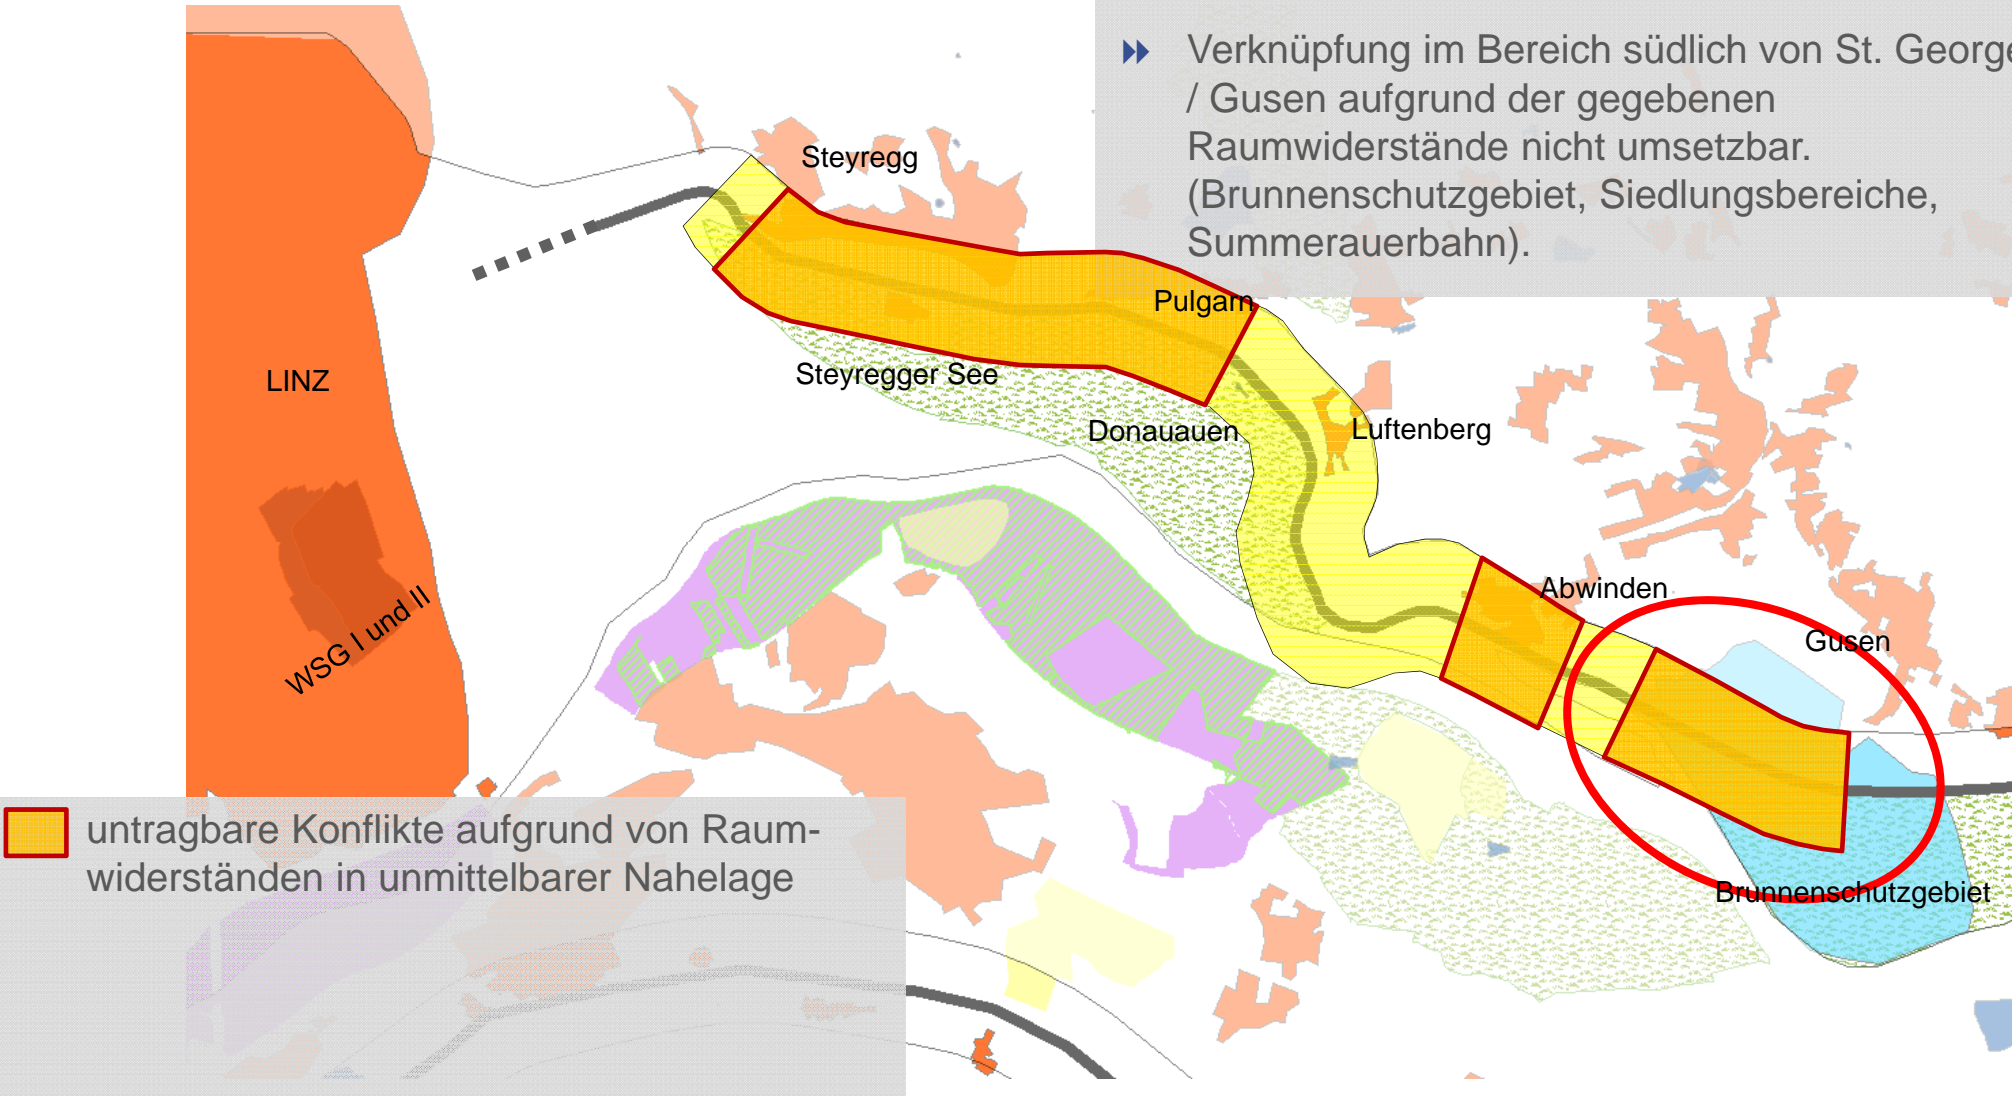 Verknüpfung im Bereich südlich von St. George
/ Gusen aufgrund der gegebenen
Raumwiderstände nicht umsetzbar.
(Brunnenschutzgebiet, Siedlungsbereiche,
Summerauerbahn).
Steyregg
Pulgarn
LINZ
Steyregger See
Donauauen
Luftenberg
Abwinden
WSG I und II
Gusen
Brunnenschutzgebiet
untragbare Konflikte aufgrund von Raum-
widerständen in unmittelbarer Nahelage